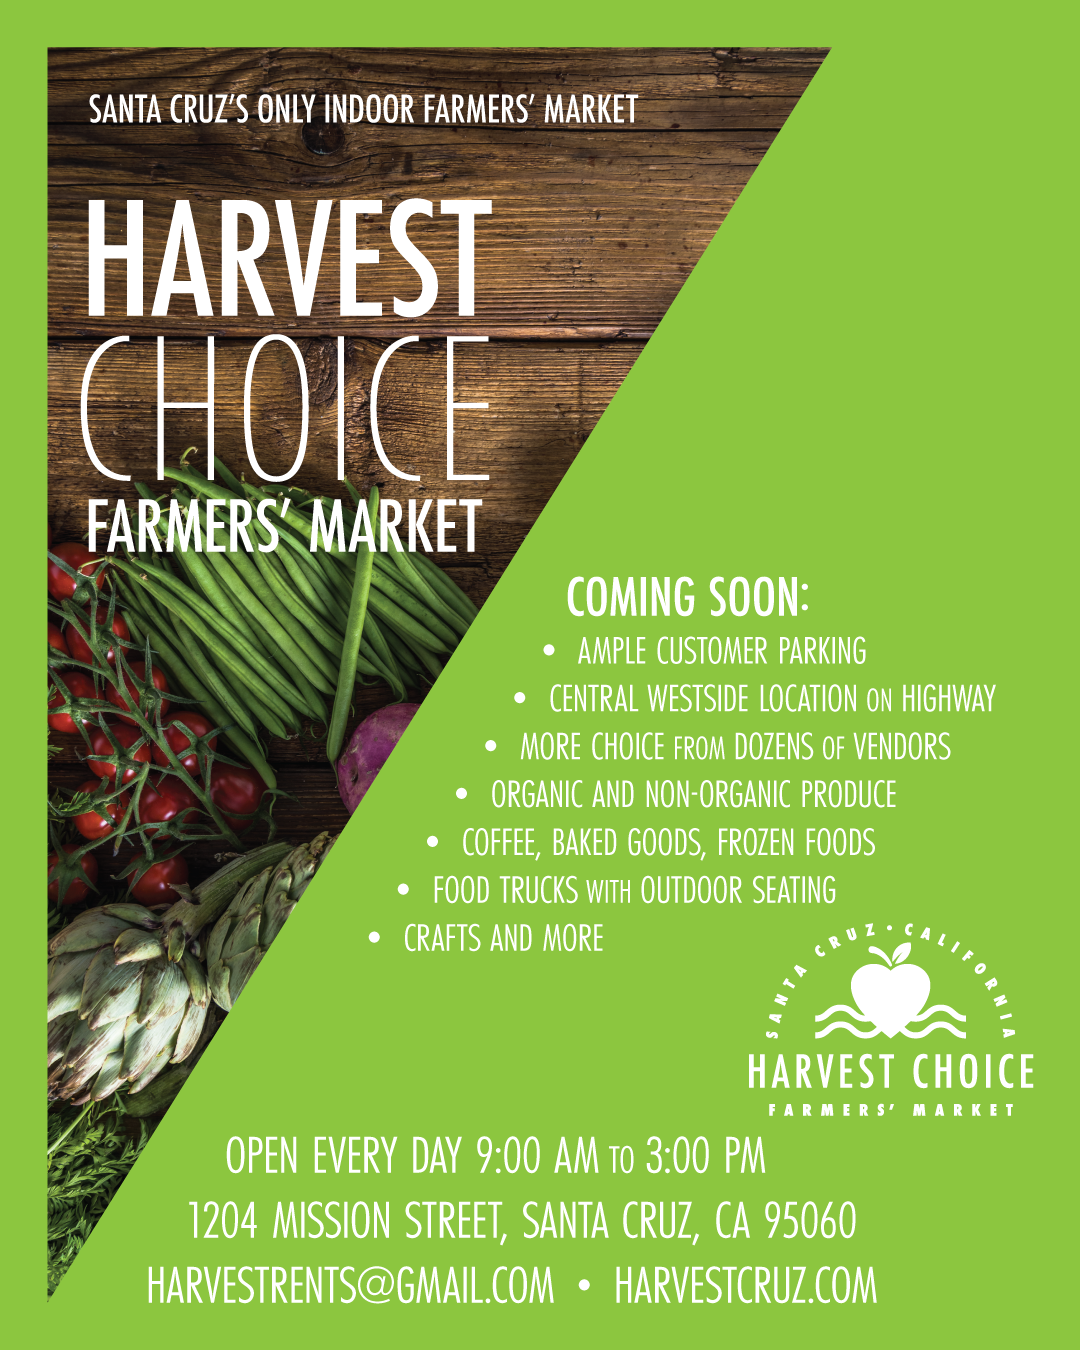 SANTA CRUZ’S ONLY INDOOR FARMERS’ MARKET
HARVEST
CHOICE
FARMERS’ MARKET
COMING SOON:
• AMPLE CUSTOMER PARKING
• CENTRAL WESTSIDE LOCATION ON HIGHWAY
• MORE CHOICE FROM DOZENS OF VENDORS
• ORGANIC AND NON-ORGANIC PRODUCE
• COFFEE, BAKED GOODS, FROZEN FOODS
• FOOD TRUCKS WITH OUTDOOR SEATING
• CRAFTS AND MORE
SANTA CRUZ • CALIFORNIA
HARVEST CHOICE
FARMERS’ MARKET
OPEN EVERY DAY 9:00 AM TO 3:00 PM
1204 MISSION STREET, SANTA CRUZ, CA 95060
HARVESTRENTS@GMAIL.COM • HARVESTCRUZ.COM